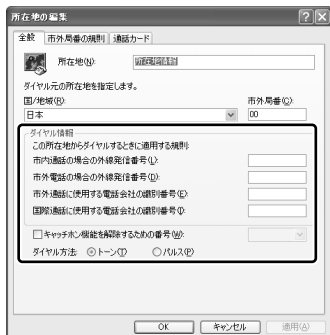 所在地の編集
全般 市外局番の規則 通話カード
所在地(N): 所在地情報
ダイヤル元の所在地を指定します。
国/地域(R): 市外局番(C):
日本 00
ダイヤル情報
この所在地からダイヤルするときに適用する規則:
市内通話の場合の外線発信番号(L):
市外電話の場合の外線発信番号(D):
市外通話に使用する電話会社の識別番号(E):
国際通話に使用する電話会社の識別番号(I):
キャッチホン機能を解除するための番号(W):
ダイヤル方法: トーン(T) パルス(P)
OK キャンセル 適用(A)